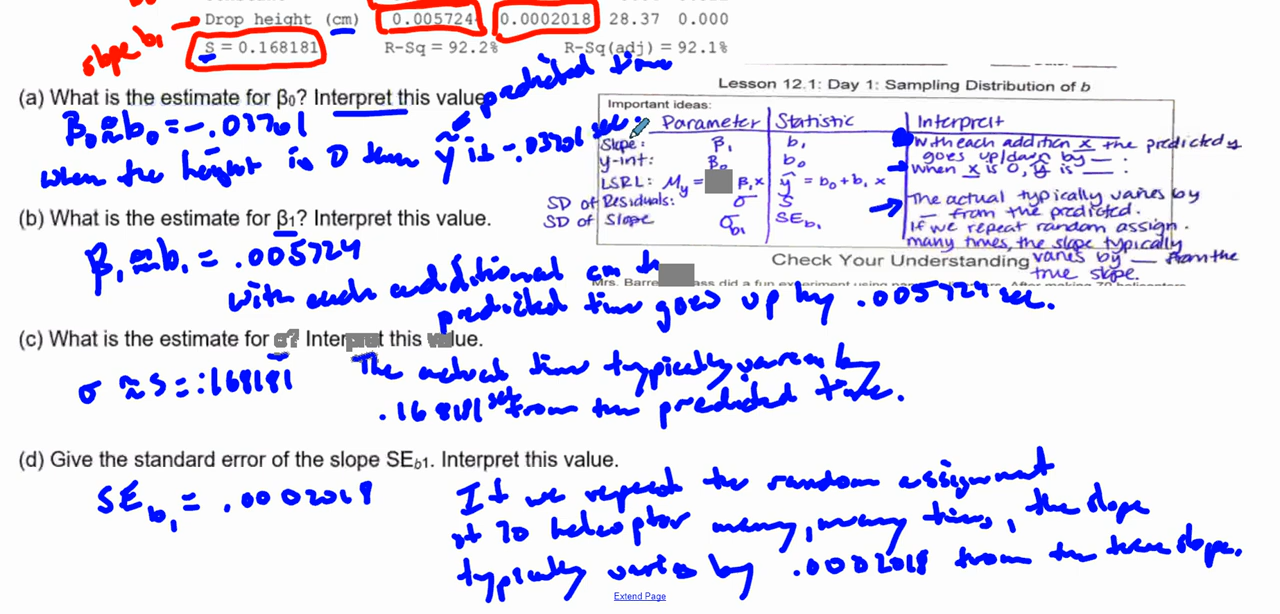 slope b₁ → Drop height (cm) 0.005724 0.0002018 28.37 0.000
S = 0.168181 R-Sq = 92.2% R-Sq(adj) = 92.1%
predicted time
(a) What is the estimate for β₀? Interpret this value.
β₀ ≈ b₀ = -.03761
when the height is 0 then ŷ is -.03761 sec.
Lesson 12.1: Day 1: Sampling Distribution of b
Important ideas:
Parameter Statistic Interpret
Slope: β₁ b₁ With each addition x the predicted y
goes up/down by __.
y-int: β₀ b₀ When x is 0, ŷ is __.
LSRL: My = β₁x ŷ = b₀ + b₁x
SD of Residuals: σ S The actual typically varies by
__ from the predicted.
SD of Slope σb₁ SEb₁ If we repeat random assign.
many times, the slope typically
varies by __ from the
true slope.
Check Your Understanding
(b) What is the estimate for β₁? Interpret this value.
β₁ ≈ b₁ = .005724
with each additional cm
predicted time goes up by .005724 sec.
(c) What is the estimate for Interpret this
σ ≈ S = .168181 The actual time typically varies by
.168181 sec from the predicted time.
(d) Give the standard error of the slope SEb1. Interpret this value.
SEb₁ = .0002018
If we repeat the random assignment
of 70 helicopter many, many times, the slope
typically varies by .0002018 from the true slope.
Extend Page